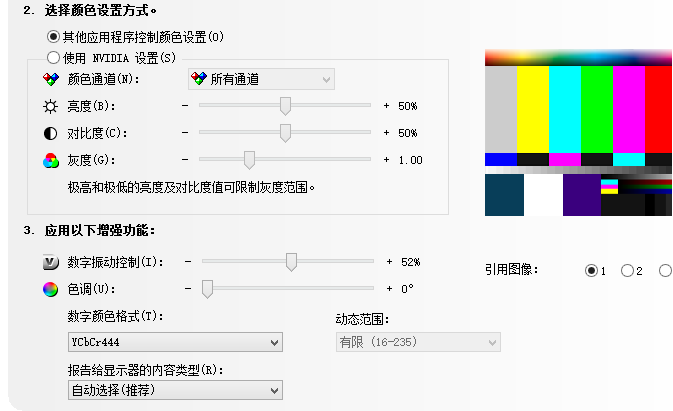 2. 选择颜色设置方式。
其他应用程序控制颜色设置(O)
使用 NVIDIA 设置(S)
颜色通道(N): 所有通道
亮度(B): - + 50%
对比度(C): - + 50%
灰度(G): - + 1.00
极高和极低的亮度及对比度值可限制灰度范围。
3. 应用以下增强功能:
数字振动控制(I): - + 52%
引用图像: 1 2
色调(U): - + 0°
数字颜色格式(T): 动态范围:
YCbCr444 有限 (16-235)
报告给显示器的内容类型(R):
自动选择(推荐)